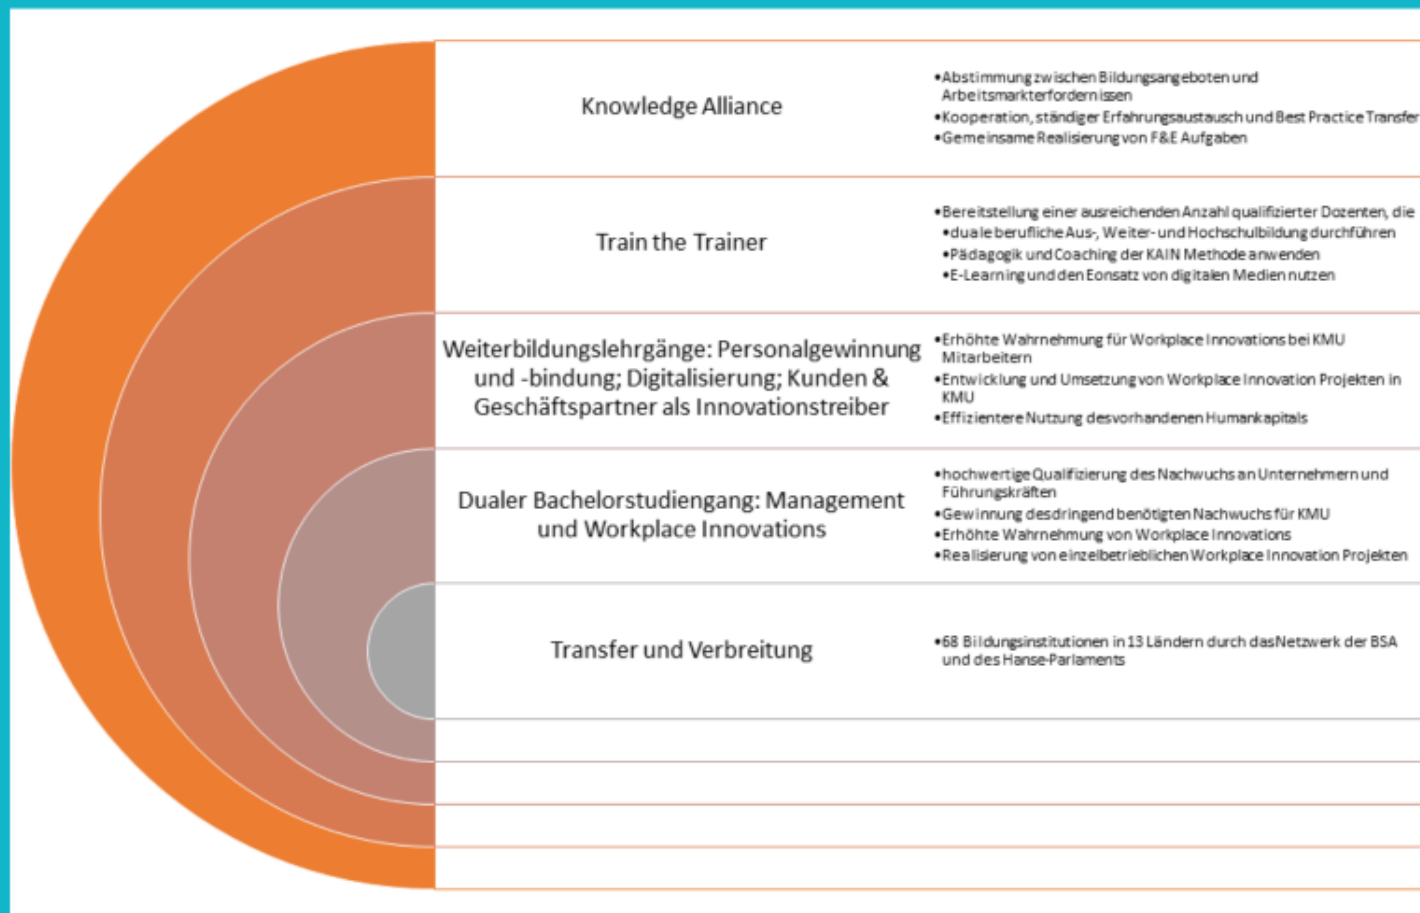 Knowledge Alliance
•Abstimmung zwischen Bildungsangeboten und
Arbeitsmarkterfordernissen
•Kooperation, ständiger Erfahrungsaustausch und Best Practice Transfer
•Gemeinsame Realisierung von F&E Aufgaben
Train the Trainer
•Bereitstellung einer ausreichenden Anzahl qualifizierter Dozenten, die
•duale berufliche Aus-, Weiter- und Hochschulbildung durchführen
•Pädagogik und Coaching der KAIN Methode anwenden
•E-Learning und den Eonsatz von digitalen Medien nutzen
Weiterbildungslehrgänge: Personalgewinnung
und -bindung; Digitalisierung; Kunden &
Geschäftspartner als Innovationstreiber
•Erhöhte Wahrnehmung für Workplace Innovations bei KMU
Mitarbeitern
•Entwicklung und Umsetzung von Workplace Innovation Projekten in
KMU
•Effizientere Nutzung desvorhandenen Humankapitals
Dualer Bachelorstudiengang: Management
und Workplace Innovations
•hochwertige Qualifizierung des Nachwuchs an Unternehmern und
Führungskräften
•Gewinnung desdringend benötigten Nachwuchs für KMU
•Erhöhte Wahrnehmung von Workplace Innovations
•Realisierung von einzelbetrieblichen Workplace Innovation Projekten
Transfer und Verbreitung
•68 Bildungsinstitutionen in 13 Ländern durch dasNetzwerk der BSA
und des Hanse-Parlaments